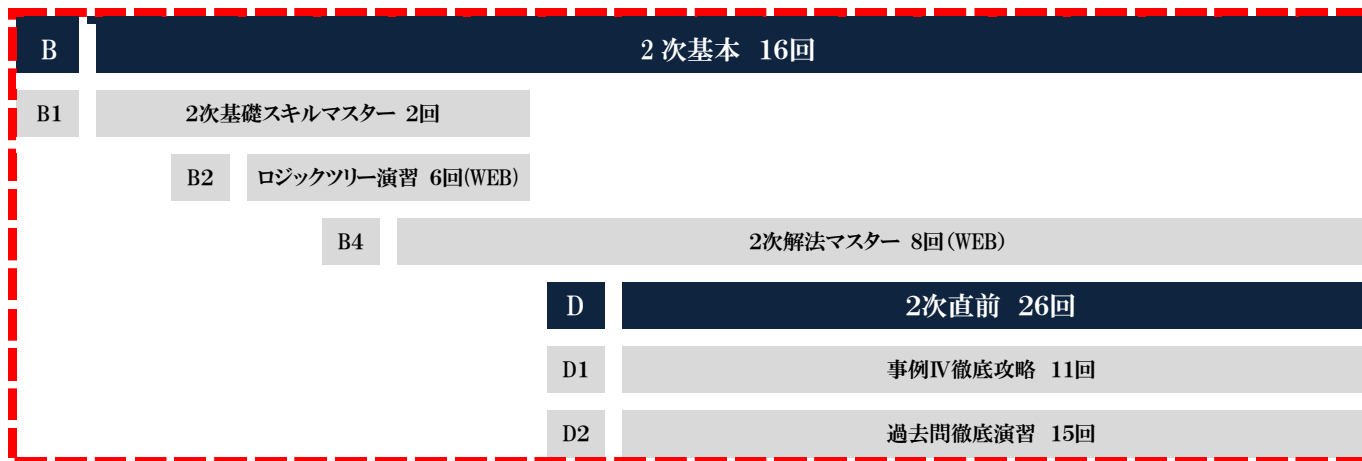 B 2次基本 16回
B1 2次基礎スキルマスター 2回
B2 ロジックツリー演習 6回(WEB)
B4 2次解法マスター 8回(WEB)
D 2次直前 26回
D1 事例Ⅳ徹底攻略 11回
D2 過去問徹底演習 15回